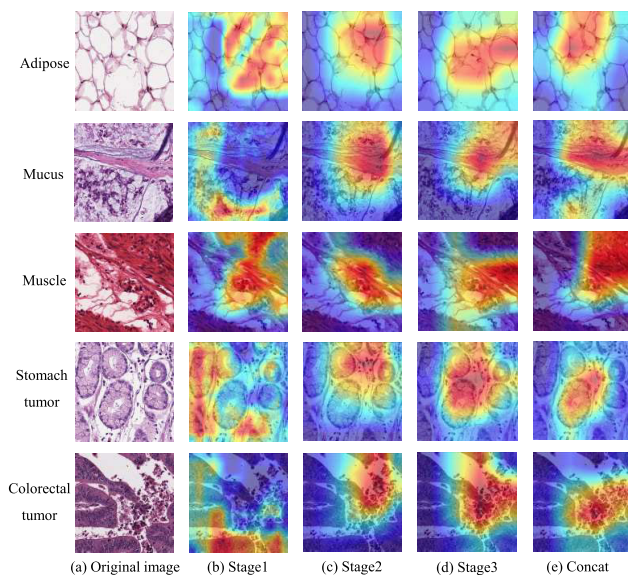 Adipose
Mucus
Muscle
Stomach
tumor
Colorectal
tumor
(a) Original image (b) Stage1 (c) Stage2 (d) Stage3 (e) Concat